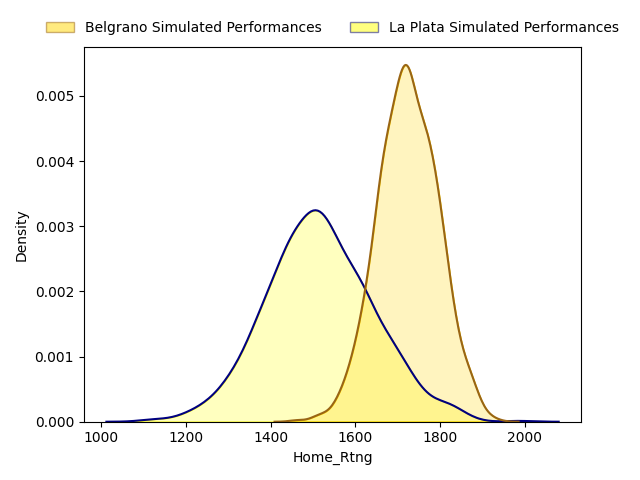 Belgrano Simulated Performances La Plata Simulated Performances
0.005
0.004
0.003
0.002
0.001
0.000
Density
1000 1200 1400 1600 1800 2000
Home_Rtng